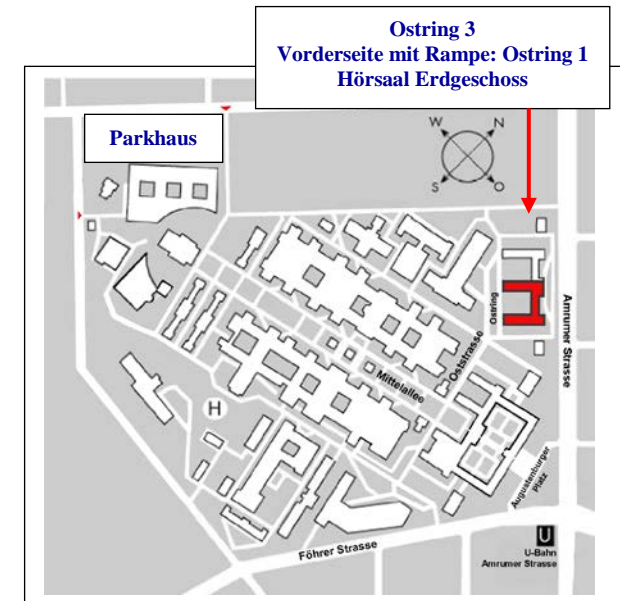 Ostring 3
Vorderseite mit Rampe: Ostring 1
Hörsaal Erdgeschoss
Parkhaus
W
N
S
O
Ostring
Amrumer Strasse
Oststrasse
Mittelallee
H
Augustenburger
Platz
Föhrer Strasse
U
U-Bahn
Amrumer Strasse